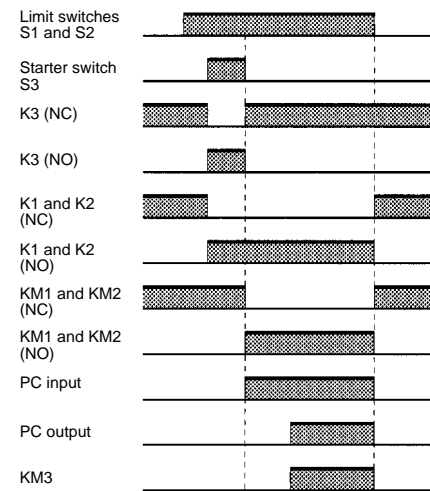 Limit switches
S1 and S2
Starter switch
S3
K3 (NC)
K3 (NO)
K1 and K2
(NC)
K1 and K2
(NO)
KM1 and KM2
(NC)
KM1 and KM2
(NO)
PC input
PC output
KM3